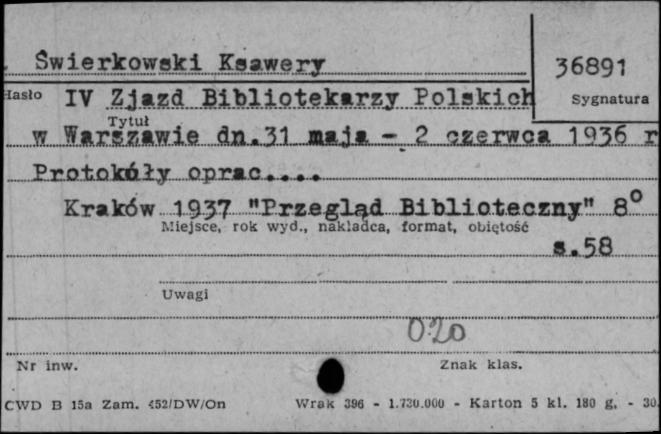 . Świerkowski Ksawery
36891
Hasło
Sygnatura
IV Zjazd Bibliotekarzy Polskich
Tytuł
w Warszawie dn.31 maja - 2 czerwca 1936 r
Protokóły oprac....
Kraków 1937 "Przegląd Biblioteczny" 8°
Miejsce, rok wyd., nakładca, format, objętość
s.58
Uwagi
020
Nr inw.
Znak klas.
CWD B 15a Zam. 452/DW/On
Wrak 396 - 1.730.000 - Karton 5 kl. 180 g. - 30